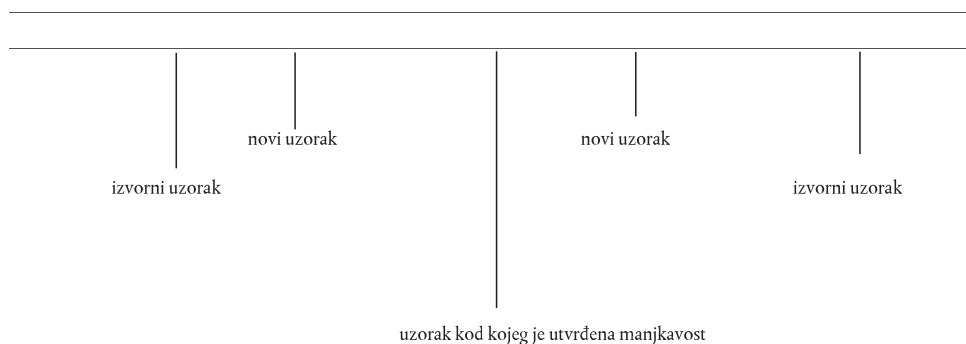 novi uzorak
novi uzorak
izvorni uzorak
izvorni uzorak
uzorak kod kojeg je utvrđena manjkavost